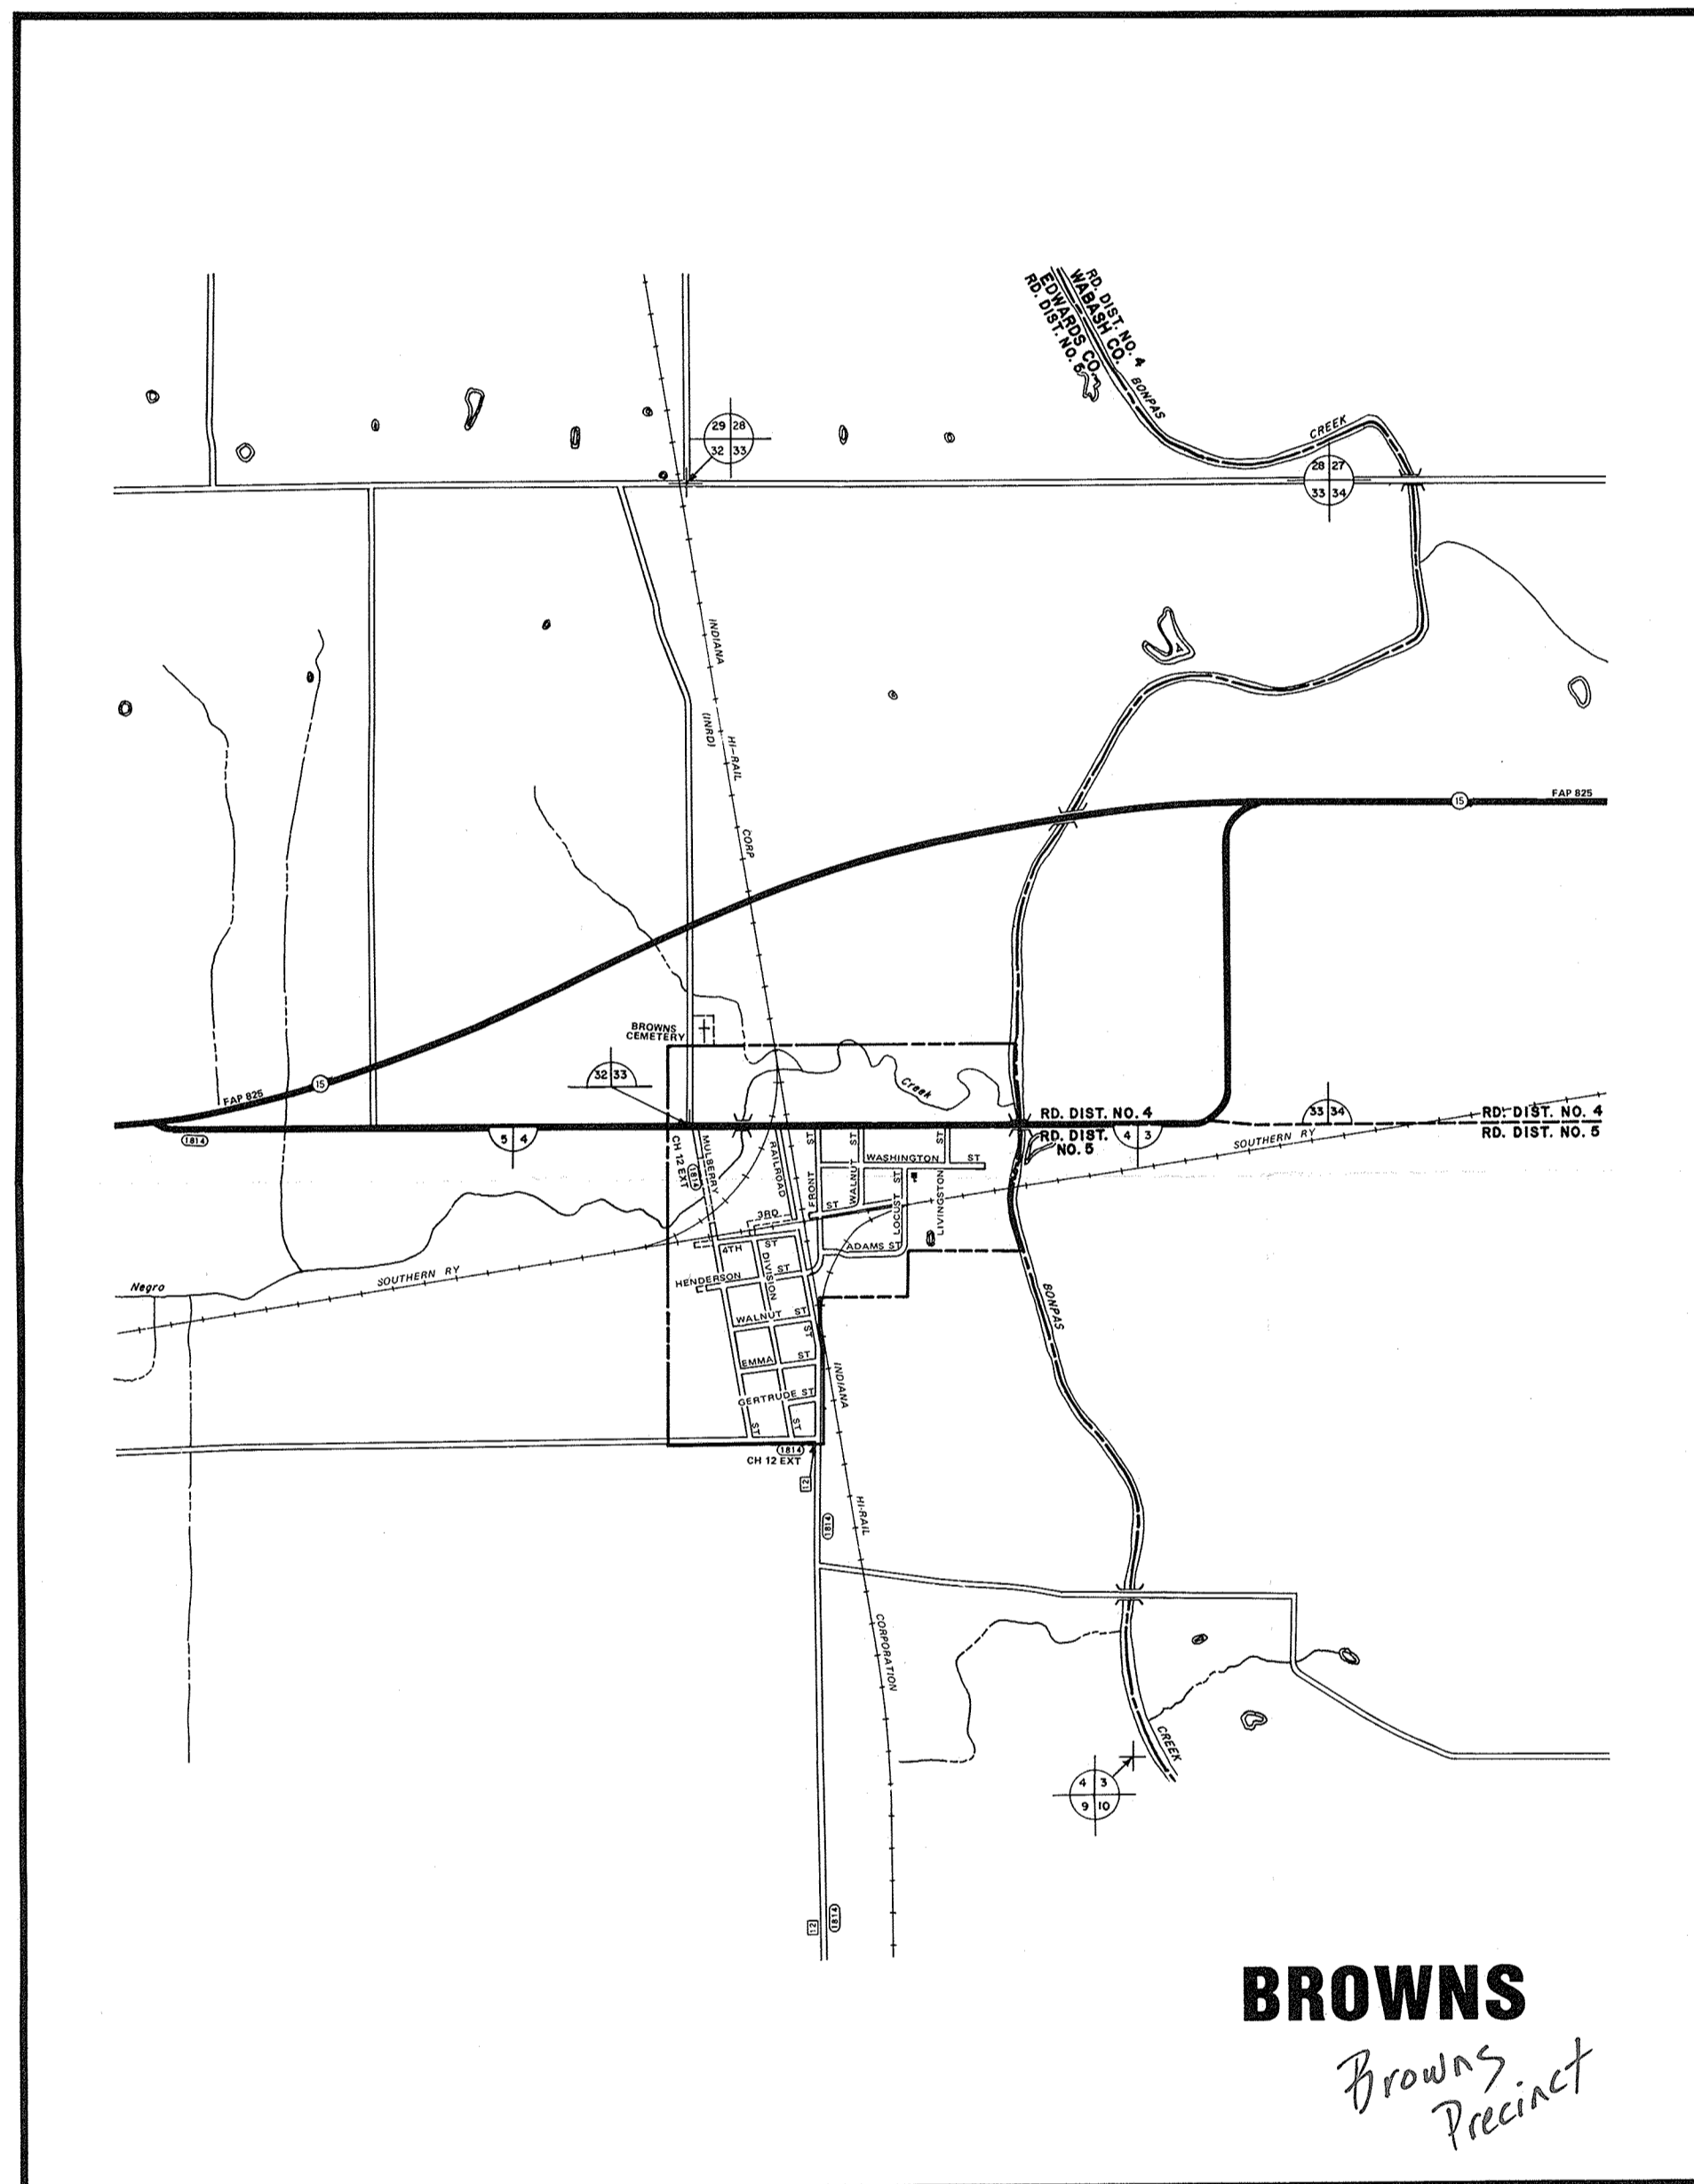 RD. DIST. NO. 4
WABASH CO.
EDWARDS CO.
RD. DIST. NO. 5
BONPAS
CREEK
29 28
32 33
28 27
33 34
INDIANA
(INRD)
HI-RAIL
CORP
FAP 825
15
BROWNS
CEMETERY
32 33
15
FAP 825
Creek
1814
5 4
RD. DIST. NO. 4
RD. DIST.
NO. 5
4 3
33 34
SOUTHERN RY
RD. DIST. NO. 4
RD. DIST. NO. 5
CH 12 EXT
1814
MULBERRY
RAILROAD
ST
FRONT
ST
WALNUT
ST
WASHINGTON ST
ST
LOCUST
LIVINGSTON
3RD
ST
4TH ST
ADAMS ST
DIVISION
HENDERSON ST
WALNUT ST
ST
EMMA ST
GERTRUDE ST
ST
ST
Negro
SOUTHERN RY
BONPAS
INDIANA
1814
CH 12 EXT
12
1814
HI-RAIL
CORPORATION
CREEK
4 3
9 10
12
1814
BROWNS
Browns
Precinct